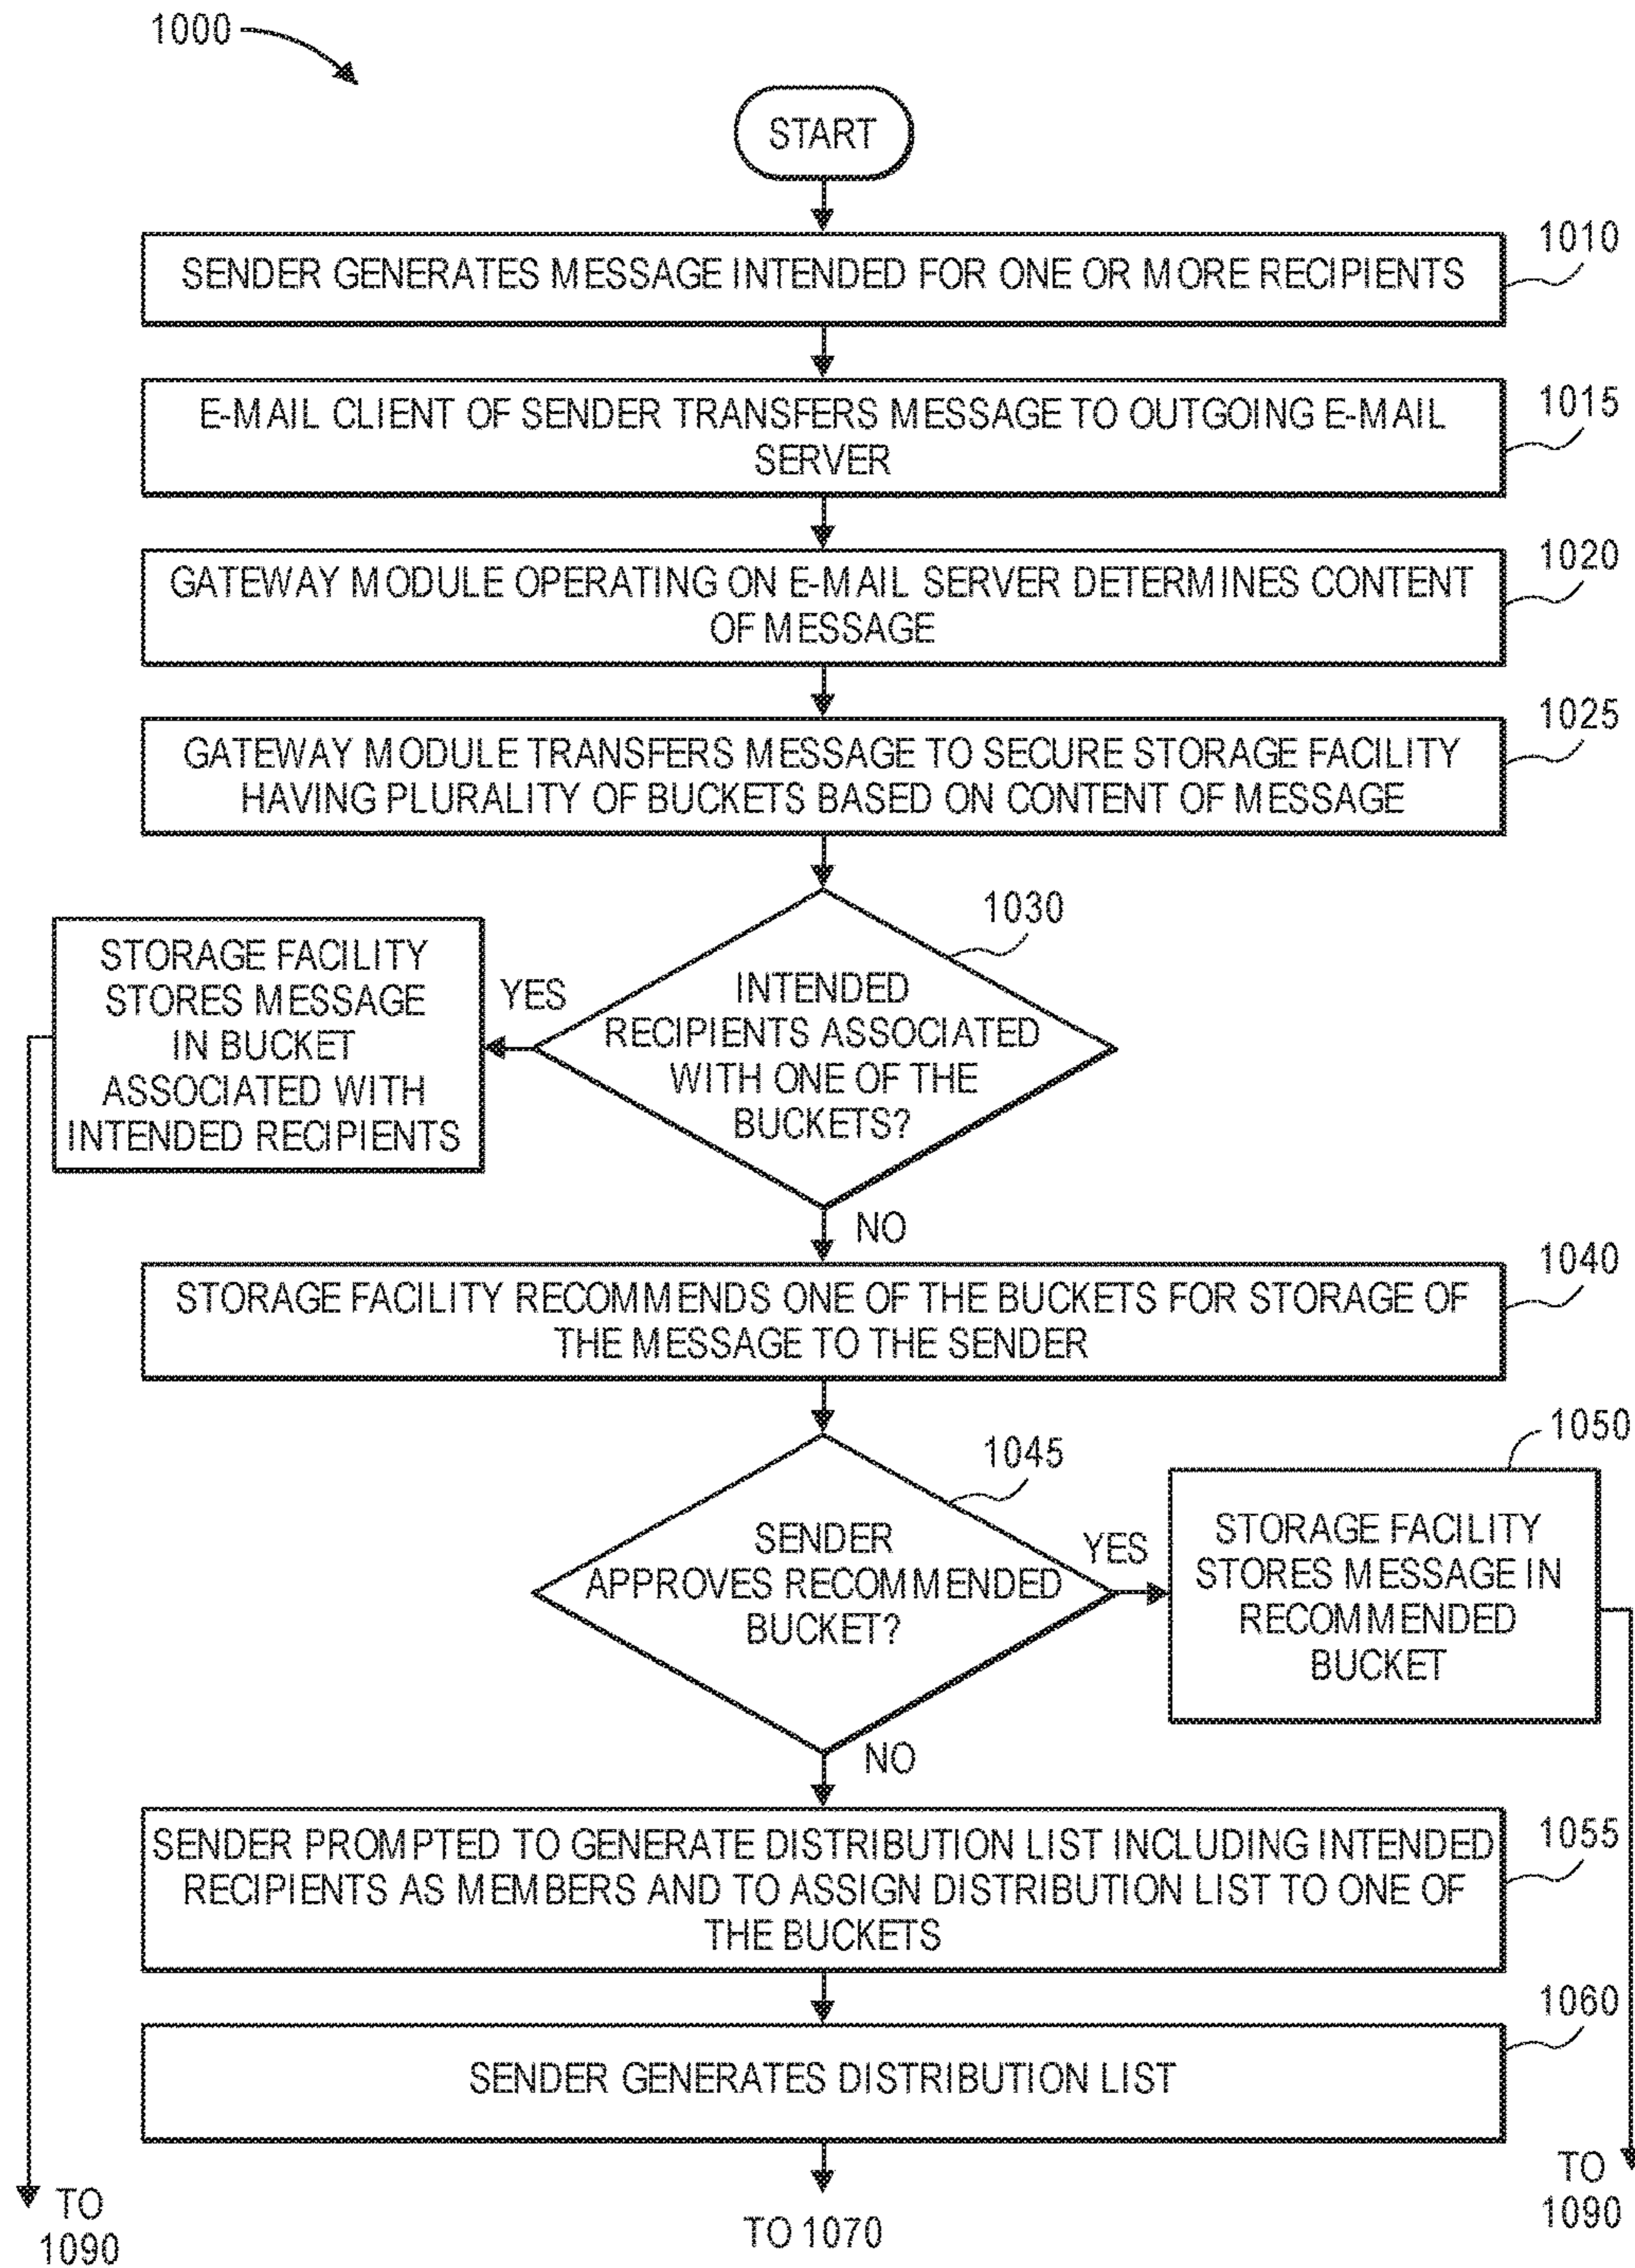 1000
START
1010
SENDER GENERATES MESSAGE INTENDED FOR ONE OR MORE RECIPIENTS
1015
E-MAIL CLIENT OF SENDER TRANSFERS MESSAGE TO OUTGOING E-MAIL
SERVER
1020
GATEWAY MODULE OPERATING ON E-MAIL SERVER DETERMINES CONTENT
OF MESSAGE
1025
GATEWAY MODULE TRANSFERS MESSAGE TO SECURE STORAGE FACILITY
HAVING PLURALITY OF BUCKETS BASED ON CONTENT OF MESSAGE
1030
INTENDED
RECIPIENTS ASSOCIATED
WITH ONE OF THE
BUCKETS?
YES
STORAGE FACILITY
STORES MESSAGE
IN BUCKET
ASSOCIATED WITH
INTENDED RECIPIENTS
NO
1040
STORAGE FACILITY RECOMMENDS ONE OF THE BUCKETS FOR STORAGE OF
THE MESSAGE TO THE SENDER
1045
SENDER
APPROVES RECOMMENDED
BUCKET?
YES
1050
STORAGE FACILITY
STORES MESSAGE IN
RECOMMENDED
BUCKET
NO
1055
SENDER PROMPTED TO GENERATE DISTRIBUTION LIST INCLUDING INTENDED
RECIPIENTS AS MEMBERS AND TO ASSIGN DISTRIBUTION LIST TO ONE OF
THE BUCKETS
1060
SENDER GENERATES DISTRIBUTION LIST
TO
1090
TO 1070
TO
1090